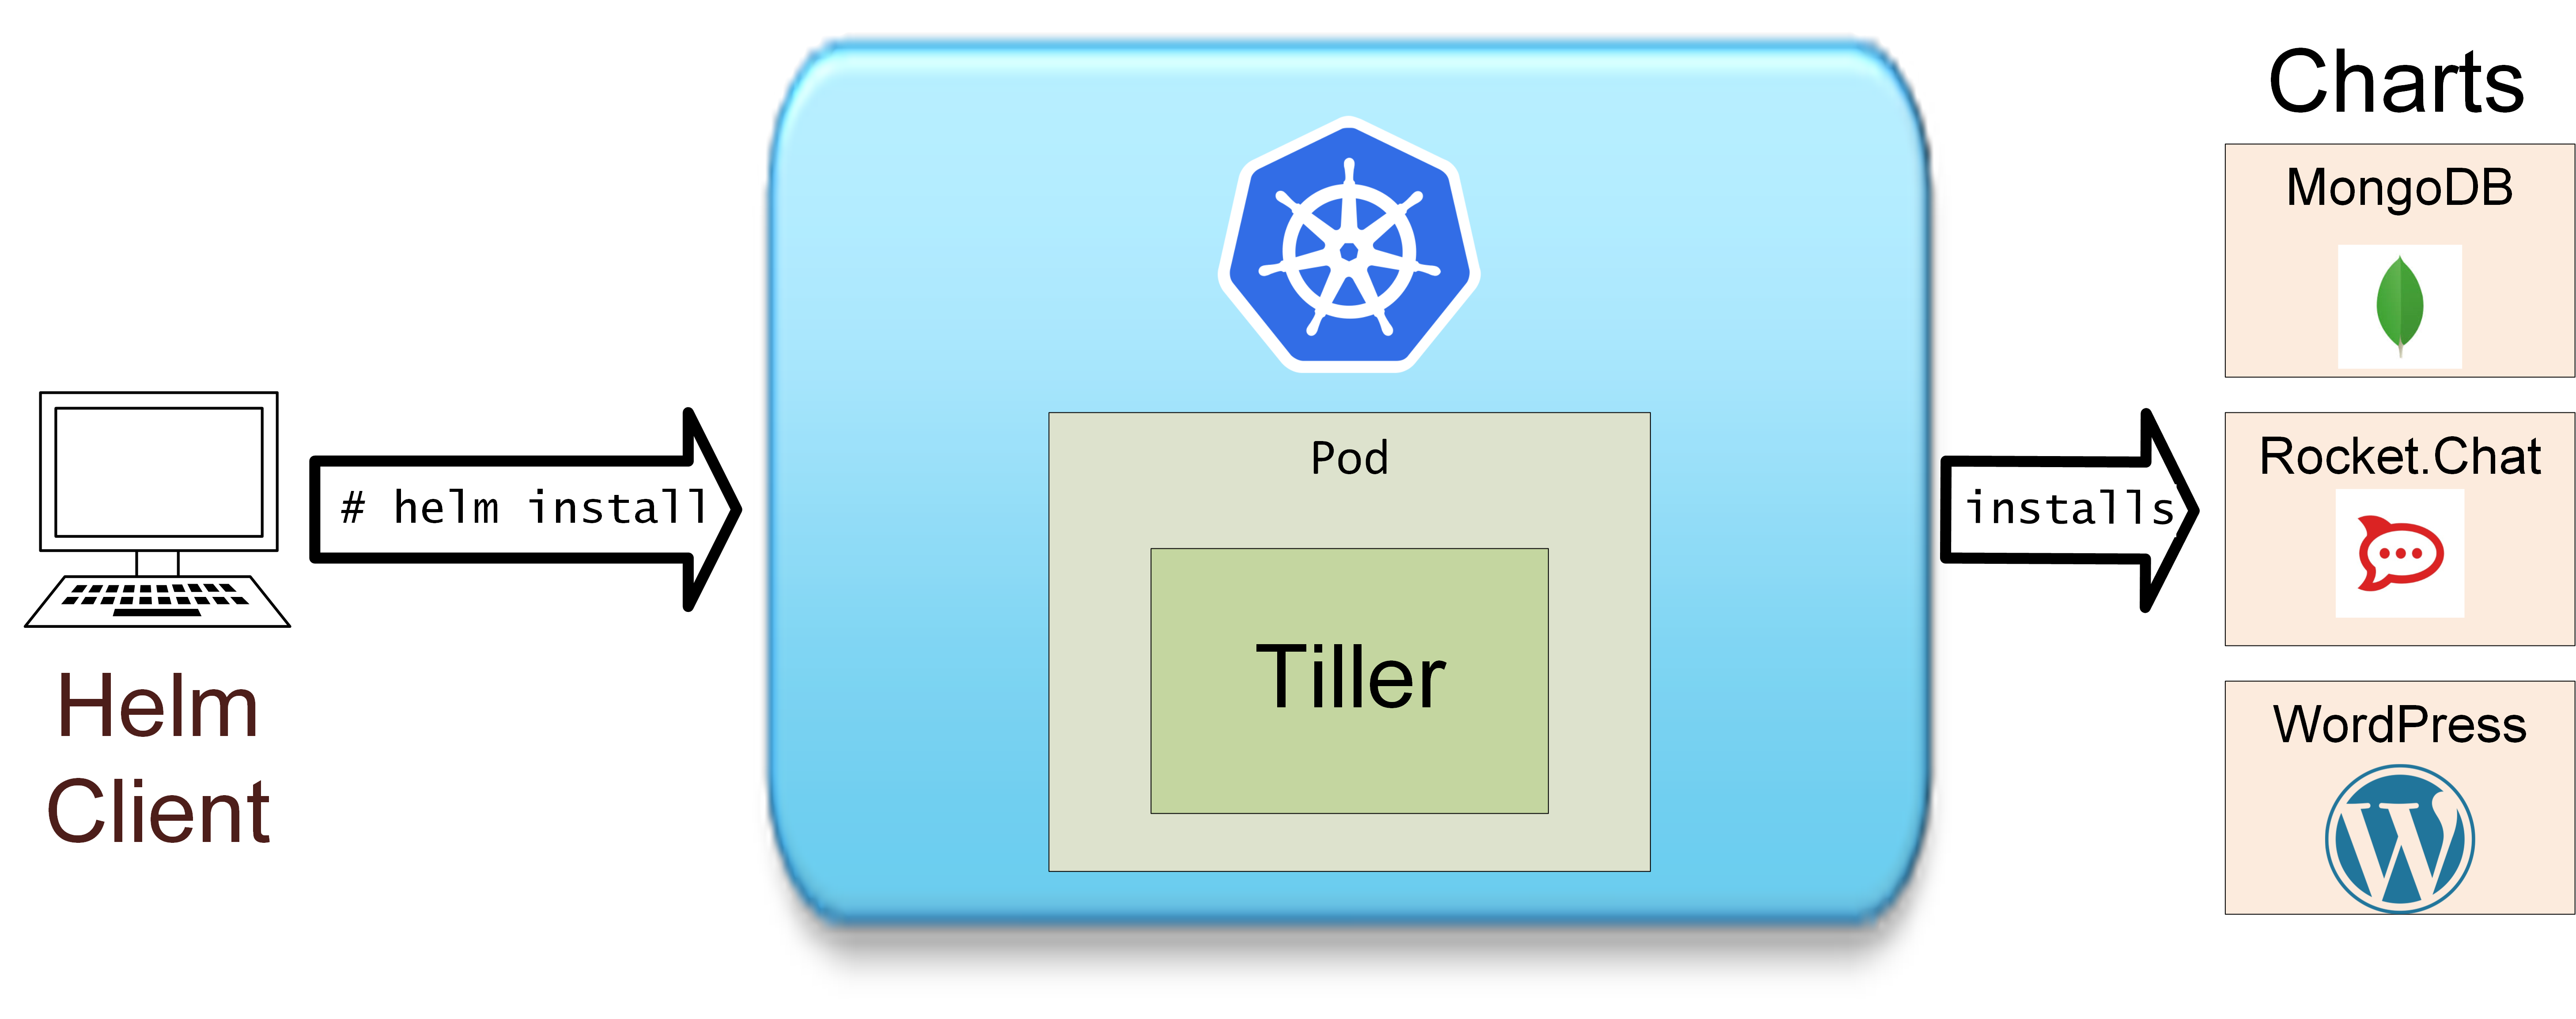 Helm
Client
# helm install
Pod
Tiller
installs
Charts
MongoDB
Rocket.Chat
WordPress